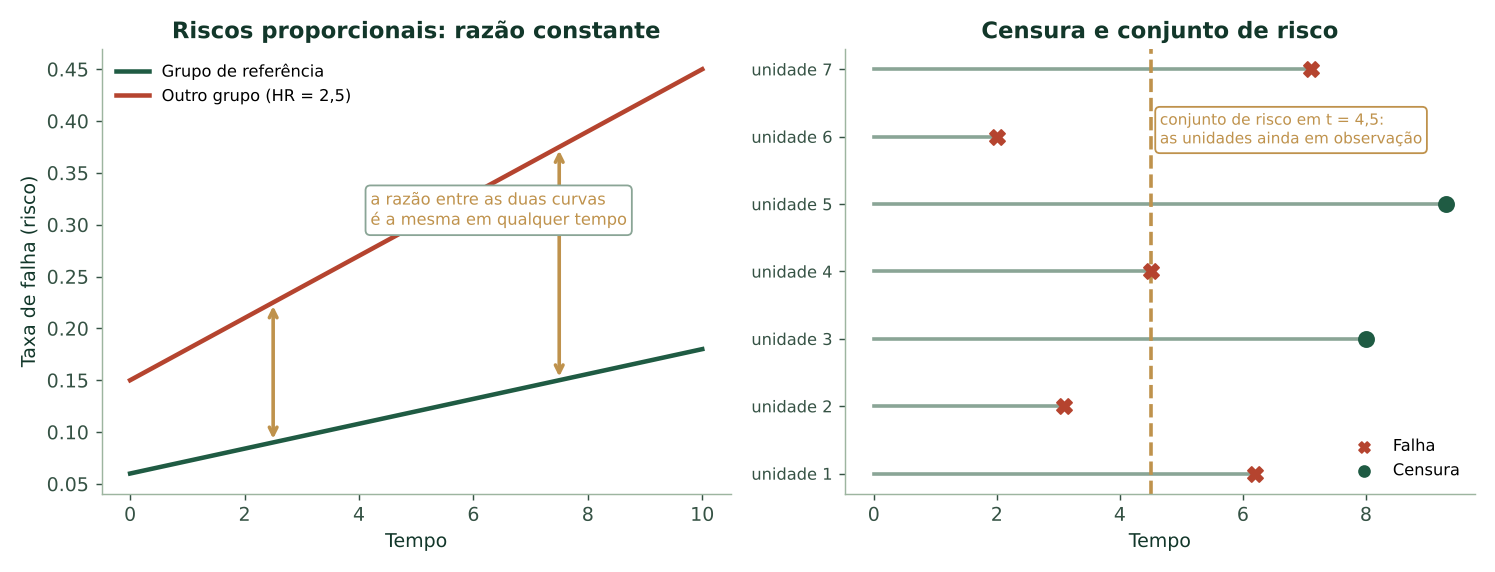 Riscos proporcionais: razão constante
Grupo de referência
Outro grupo (HR = 2,5)
a razão entre as duas curvas
é a mesma em qualquer tempo
Taxa de falha (risco)
0.45
0.40
0.35
0.30
0.25
0.20
0.15
0.10
0.05
0
2
4
6
8
10
Tempo
Censura e conjunto de risco
unidade 7
unidade 6
unidade 5
unidade 4
unidade 3
unidade 2
unidade 1
conjunto de risco em t = 4,5:
as unidades ainda em observação
Falha
Censura
0
2
4
6
8
Tempo